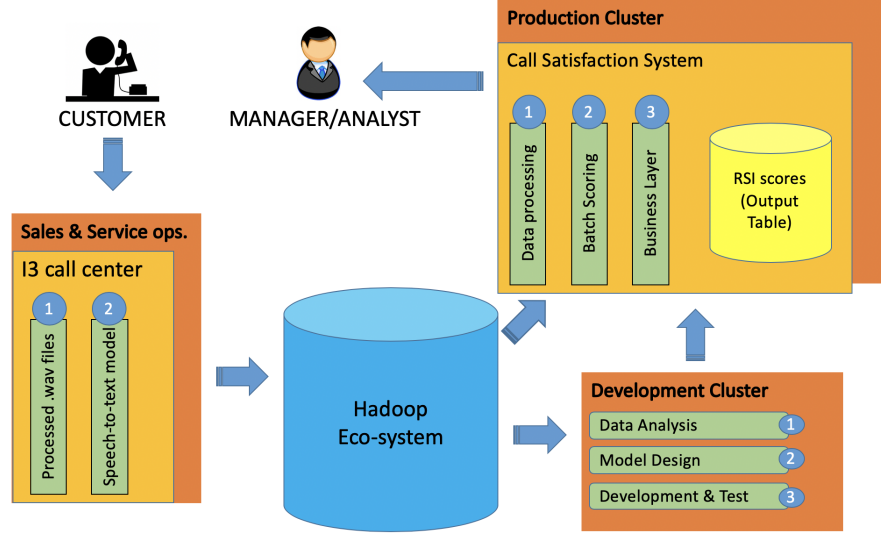 Production Cluster
Call Satisfaction System
1
2
3
Data processing
Batch Scoring
Business Layer
RSI scores
(Output
Table)
CUSTOMER
MANAGER/ANALYST
Sales & Service ops.
I3 call center
1
2
Processed .wav files
Speech-to-text model
Hadoop
Eco-system
Development Cluster
Data Analysis 1
Model Design 2
Development & Test 3